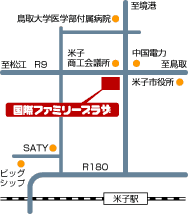 至境港
鳥取大学医学部付属病院
至松江 R9
米子
商工会議所
中国電力
至鳥取
米子市役所
国際ファミリープラザ
SATY
ビッグ
シップ
R180
米子駅